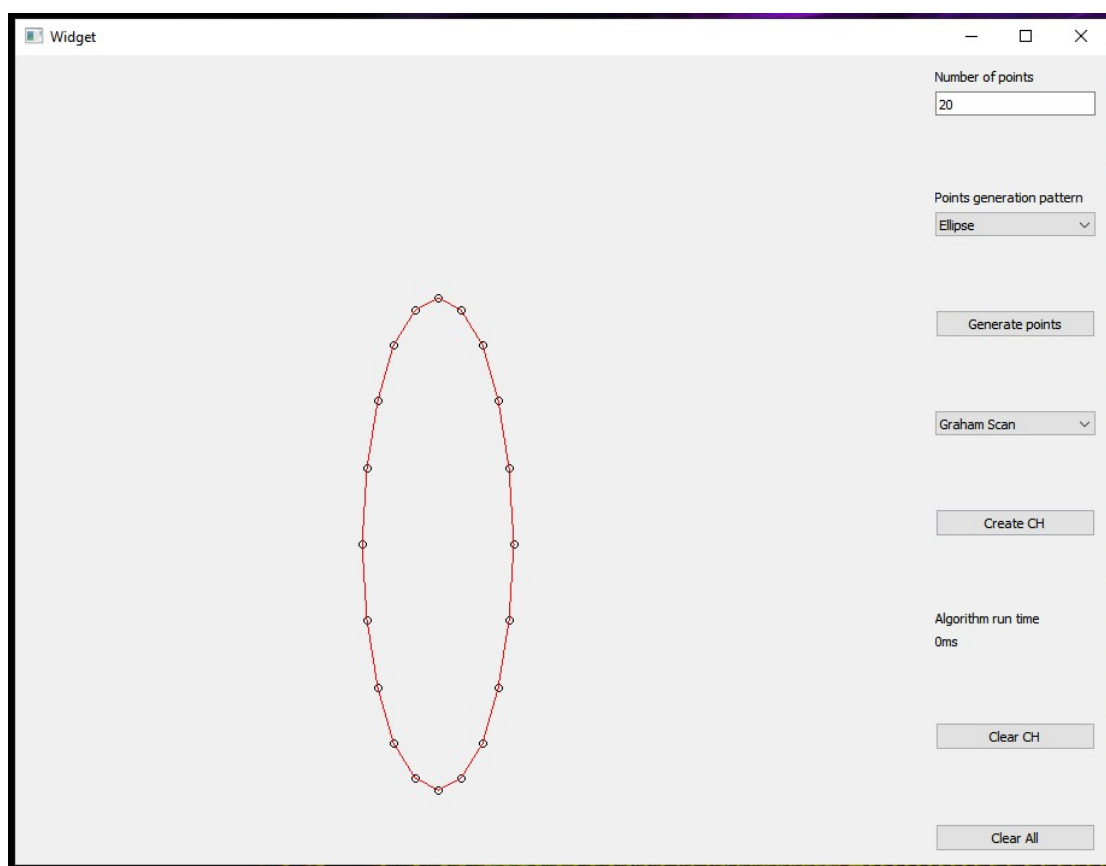 Widget
Number of points
20
Points generation pattern
Ellipse
Generate points
Graham Scan
Create CH
Algorithm run time
0ms
Clear CH
Clear All